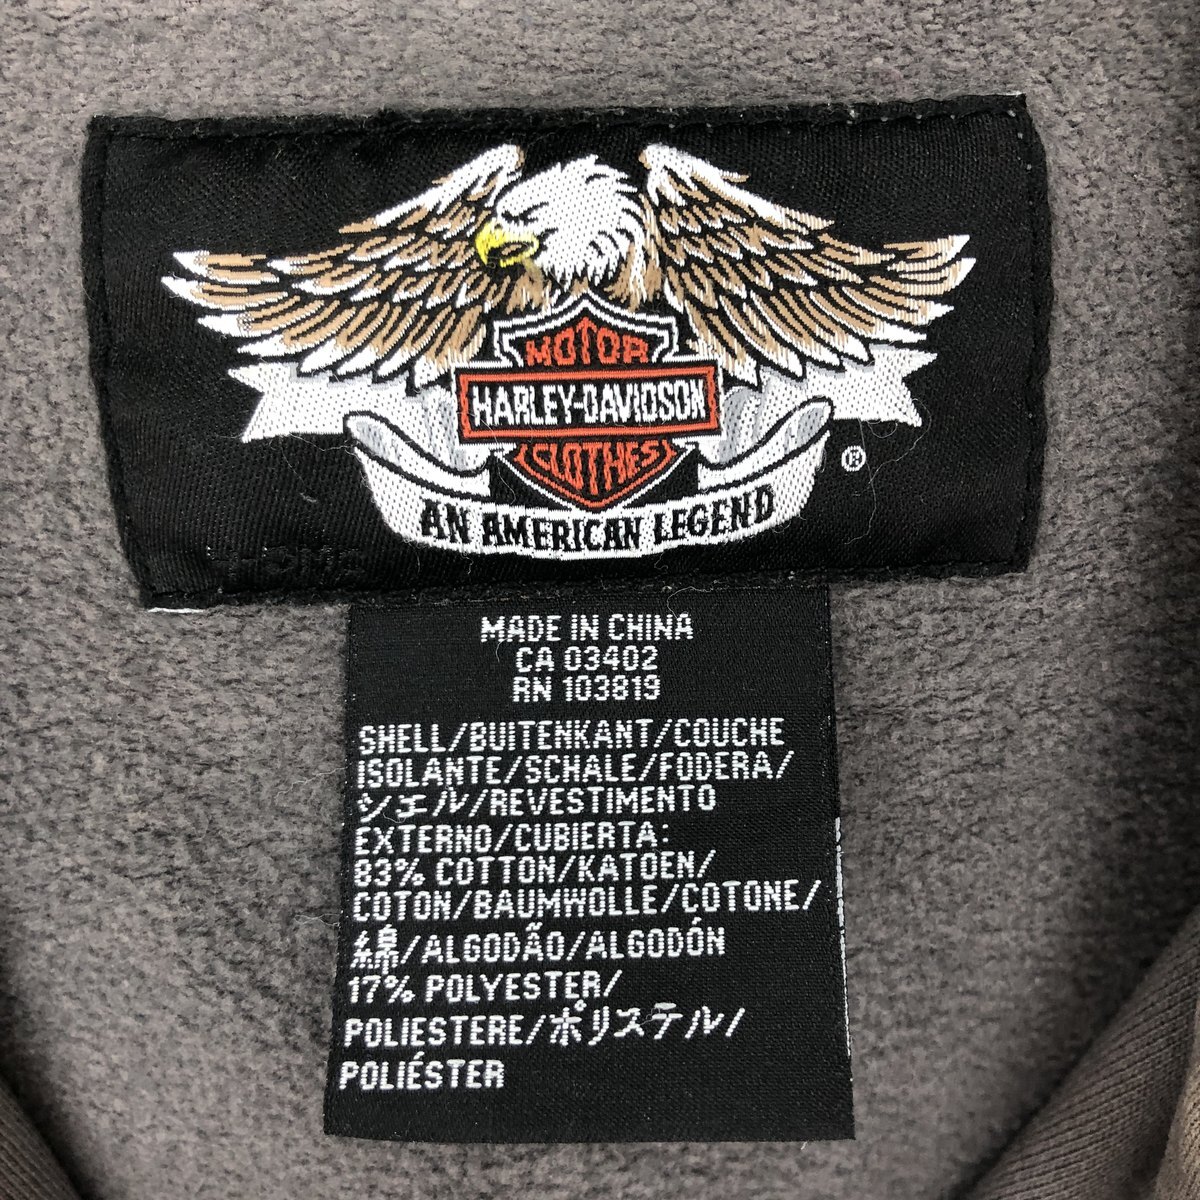 MOTOR
HARLEY-DAVIDSON
CLOTHES
®
AN AMERICAN LEGEND
MADE IN CHINA
CA 03402
RN 103819
SHELL/BUITENKANT/COUCHE
ISOLANTE/SCHALE/FODERA/
シェル/REVESTIMENTO
EXTERNO/CUBIERTA:
83% COTTON/KATOEN/
COTON/BAUMWOLLE/COTONE/
綿/ALGODÃO/ALGODÓN
17% POLYESTER/
POLIESTERE/ポリステル/
POLIÉSTER